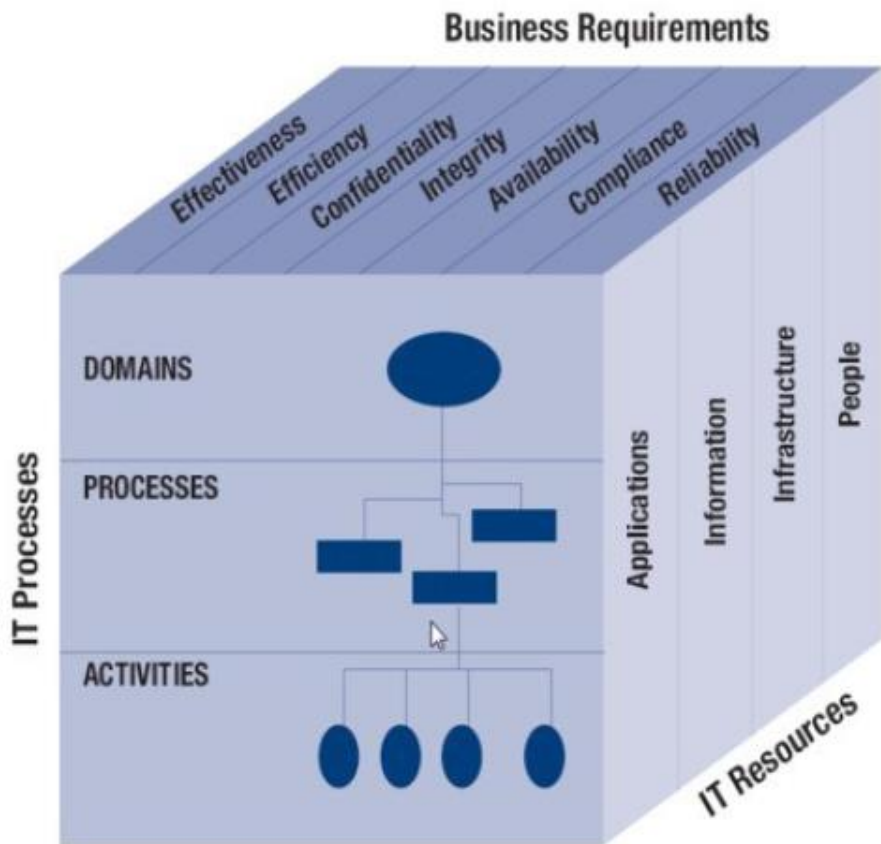 Business Requirements
Effectiveness
Efficiency
Confidentiality
Integrity
Availability
Compliance
Reliability
IT Processes
DOMAINS
PROCESSES
ACTIVITIES
Applications
Information
Infrastructure
People
IT Resources